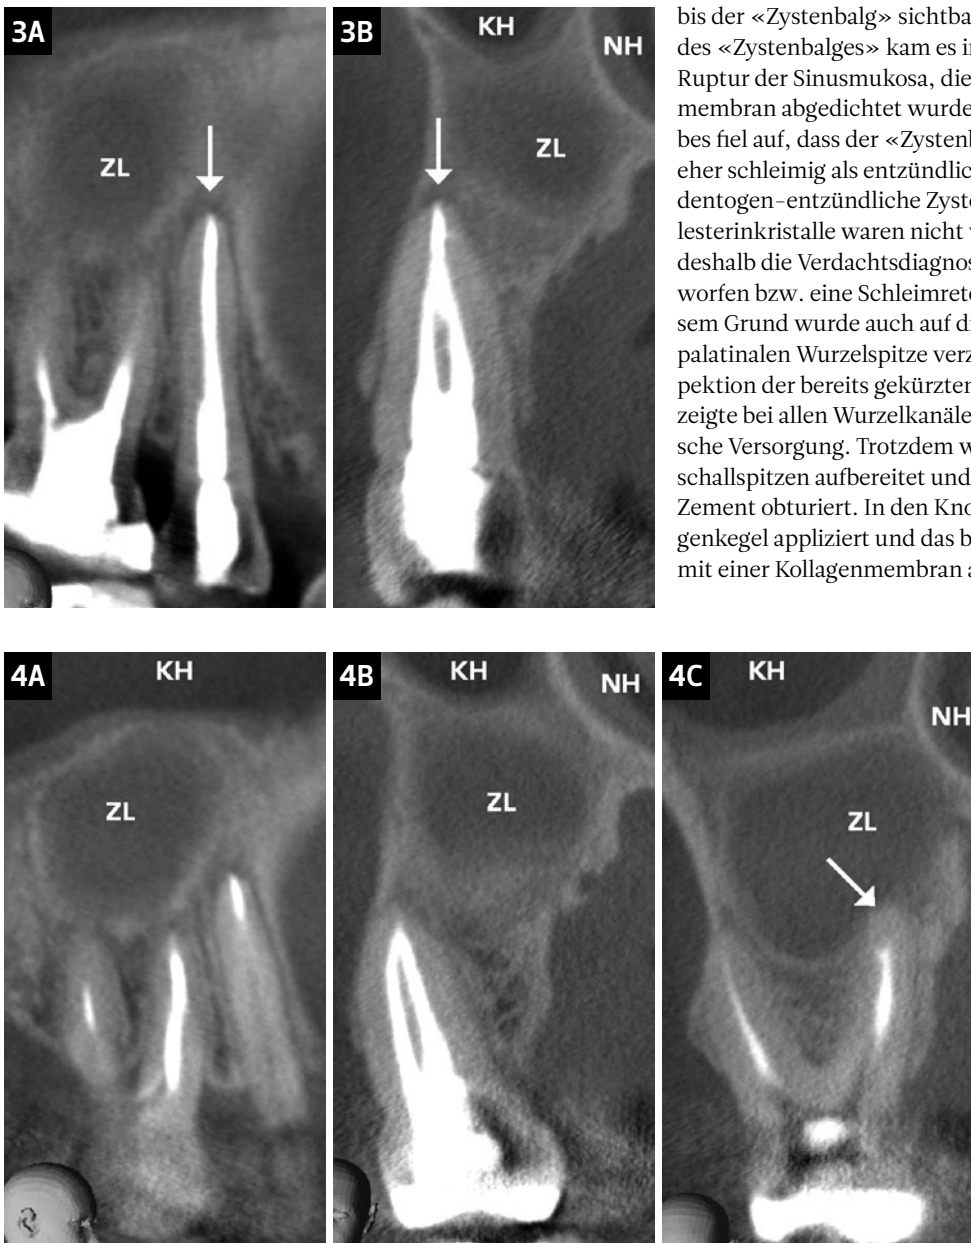 3A
ZL
3B
KH
NH
ZL
bis der «Zystenbalg» sichtba
des «Zystenbalges» kam es i
Ruptur der Sinusmukosa, die
membran abgedichtet wurde
bes fiel auf, dass der «Zysten
eher schleimig als entzündlic
dentogen-entzündliche Zyste
lesterinkristalle waren nicht
deshalb die Verdachtsdiagnos
worfen bzw. eine Schleimrete
sem Grund wurde auch auf di
palatinalen Wurzelspitze verz
pektion der bereits gekürzten
zeigte bei allen Wurzelkanäle
sche Versorgung. Trotzdem w
schallspitzen aufbereitet und
Zement obturiert. In den Kno
genkegel appliziert und das b
mit einer Kollagenmembran a
4A
KH
ZL
4B
KH
NH
ZL
4C
KH
NH
ZL